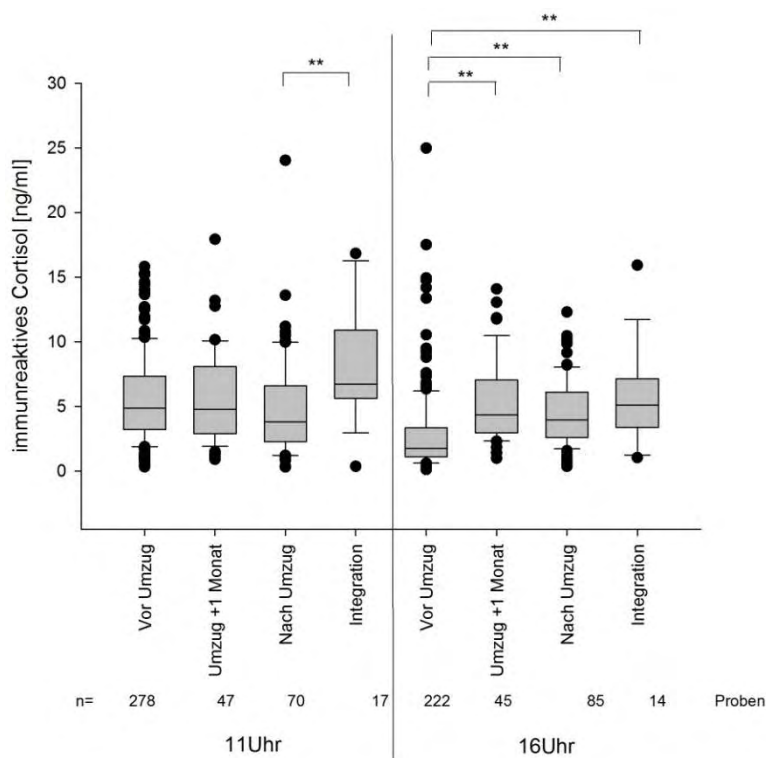 **
**
**
**
immunreaktives Cortisol [ng/ml]
30
25
20
15
10
5
0
Vor Umzug
Umzug +1 Monat
Nach Umzug
Integration
Vor Umzug
Umzug +1 Monat
Nach Umzug
Integration
n= 278 47 70 17 222 45 85 14 Proben
11Uhr 16Uhr